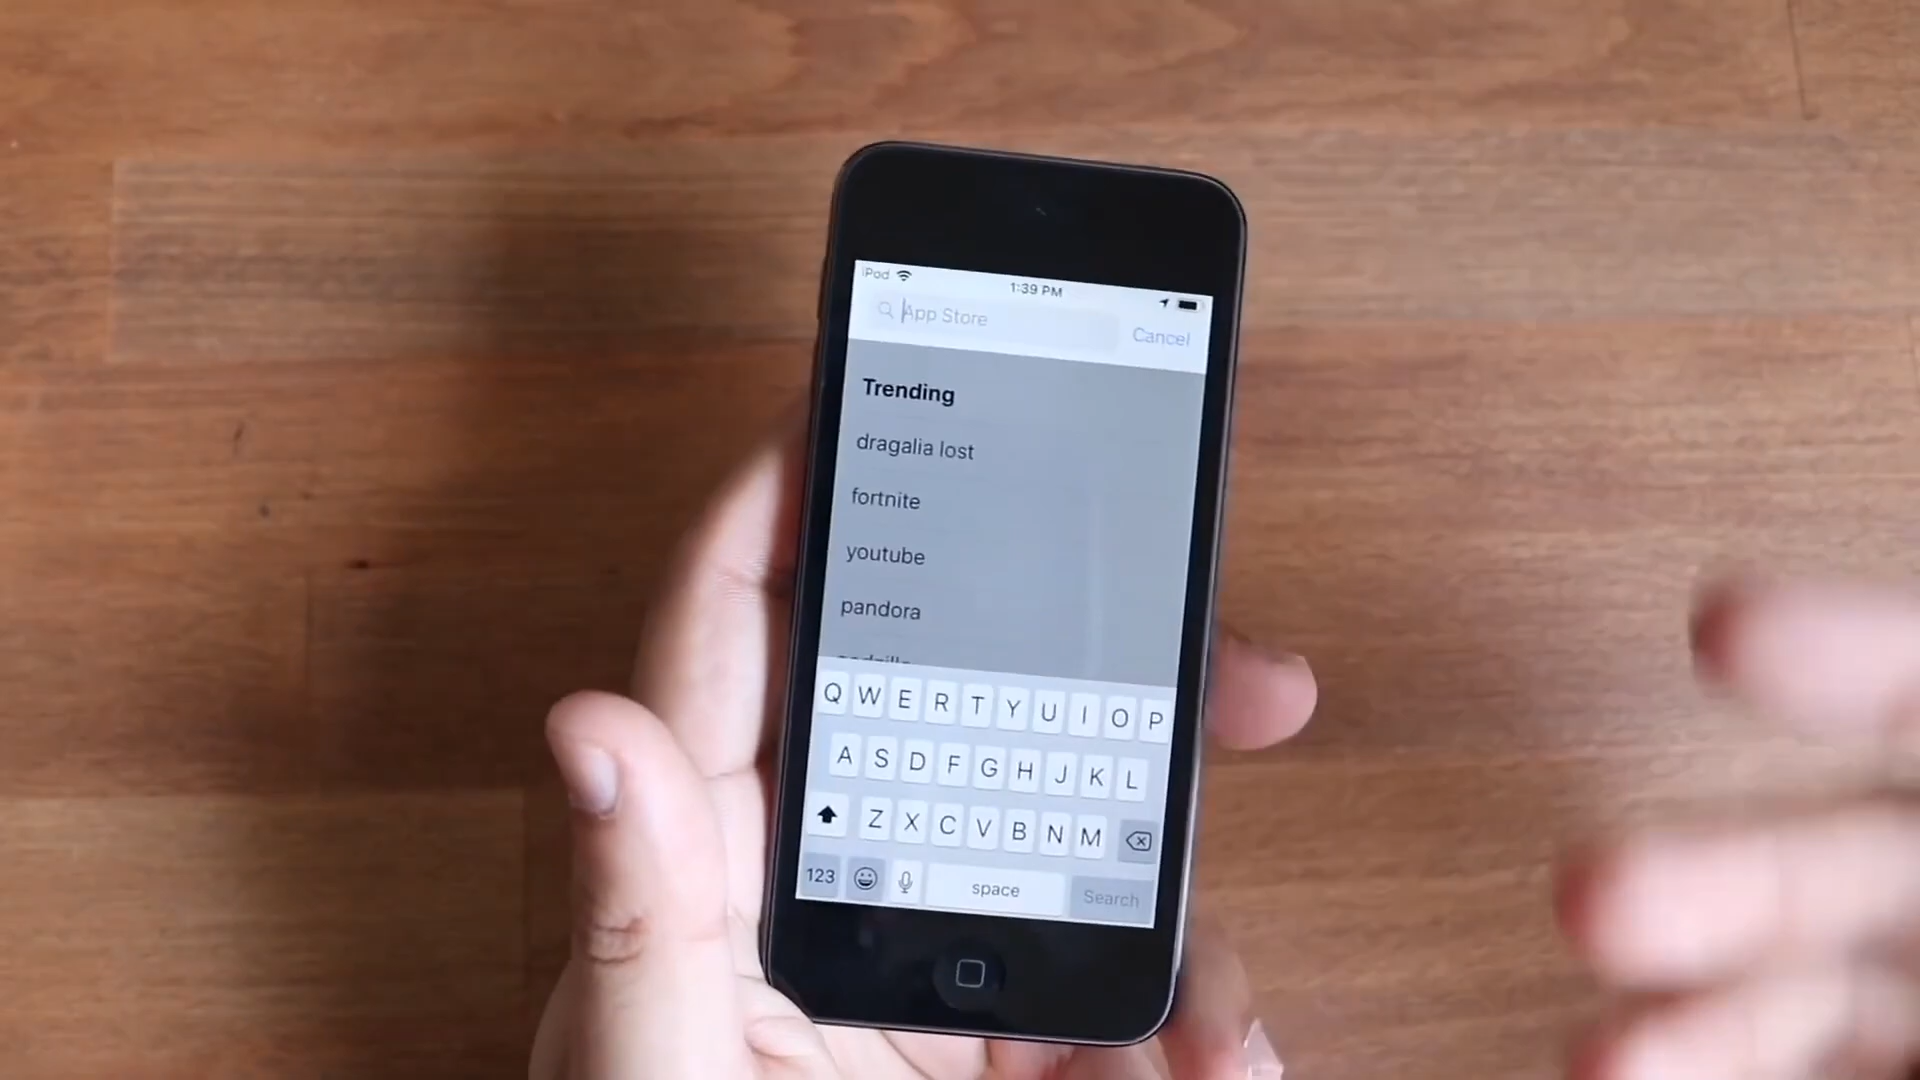 iPod
1:39 PM
App Store
Cancel
Trending
dragalia lost
fortnite
youtube
pandora
Q W E R T Y U I O P
A S D F G H J K L
Z X C V B N M
123
space
Search